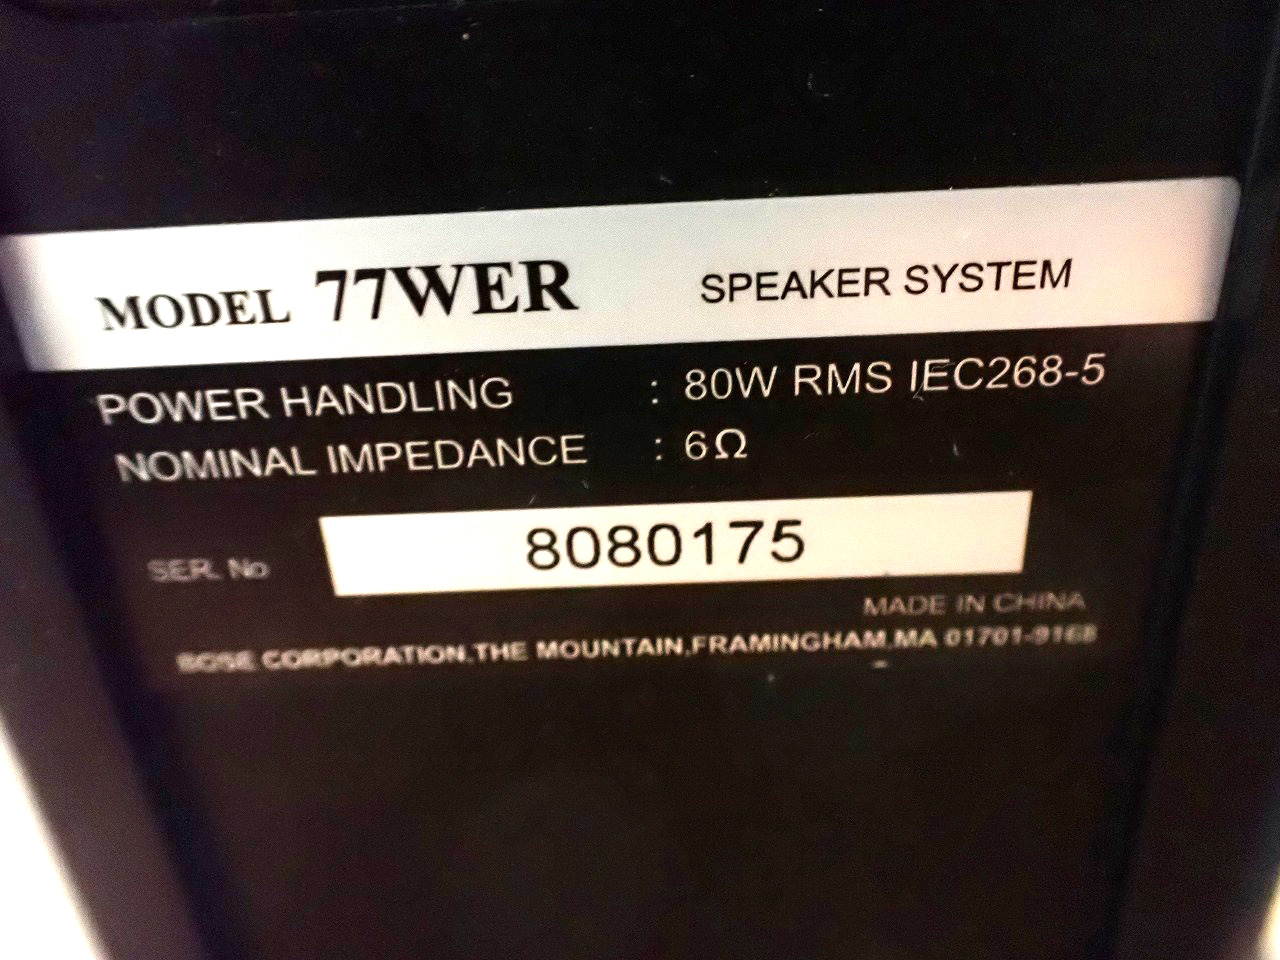 MODEL 77WER SPEAKER SYSTEM
POWER HANDLING : 80W RMS IEC268-5
NOMINAL IMPEDANCE : 6Ω
SER. No 8080175
MADE IN CHINA
BOSE CORPORATION,THE MOUNTAIN,FRAMINGHAM,MA 01701-9168